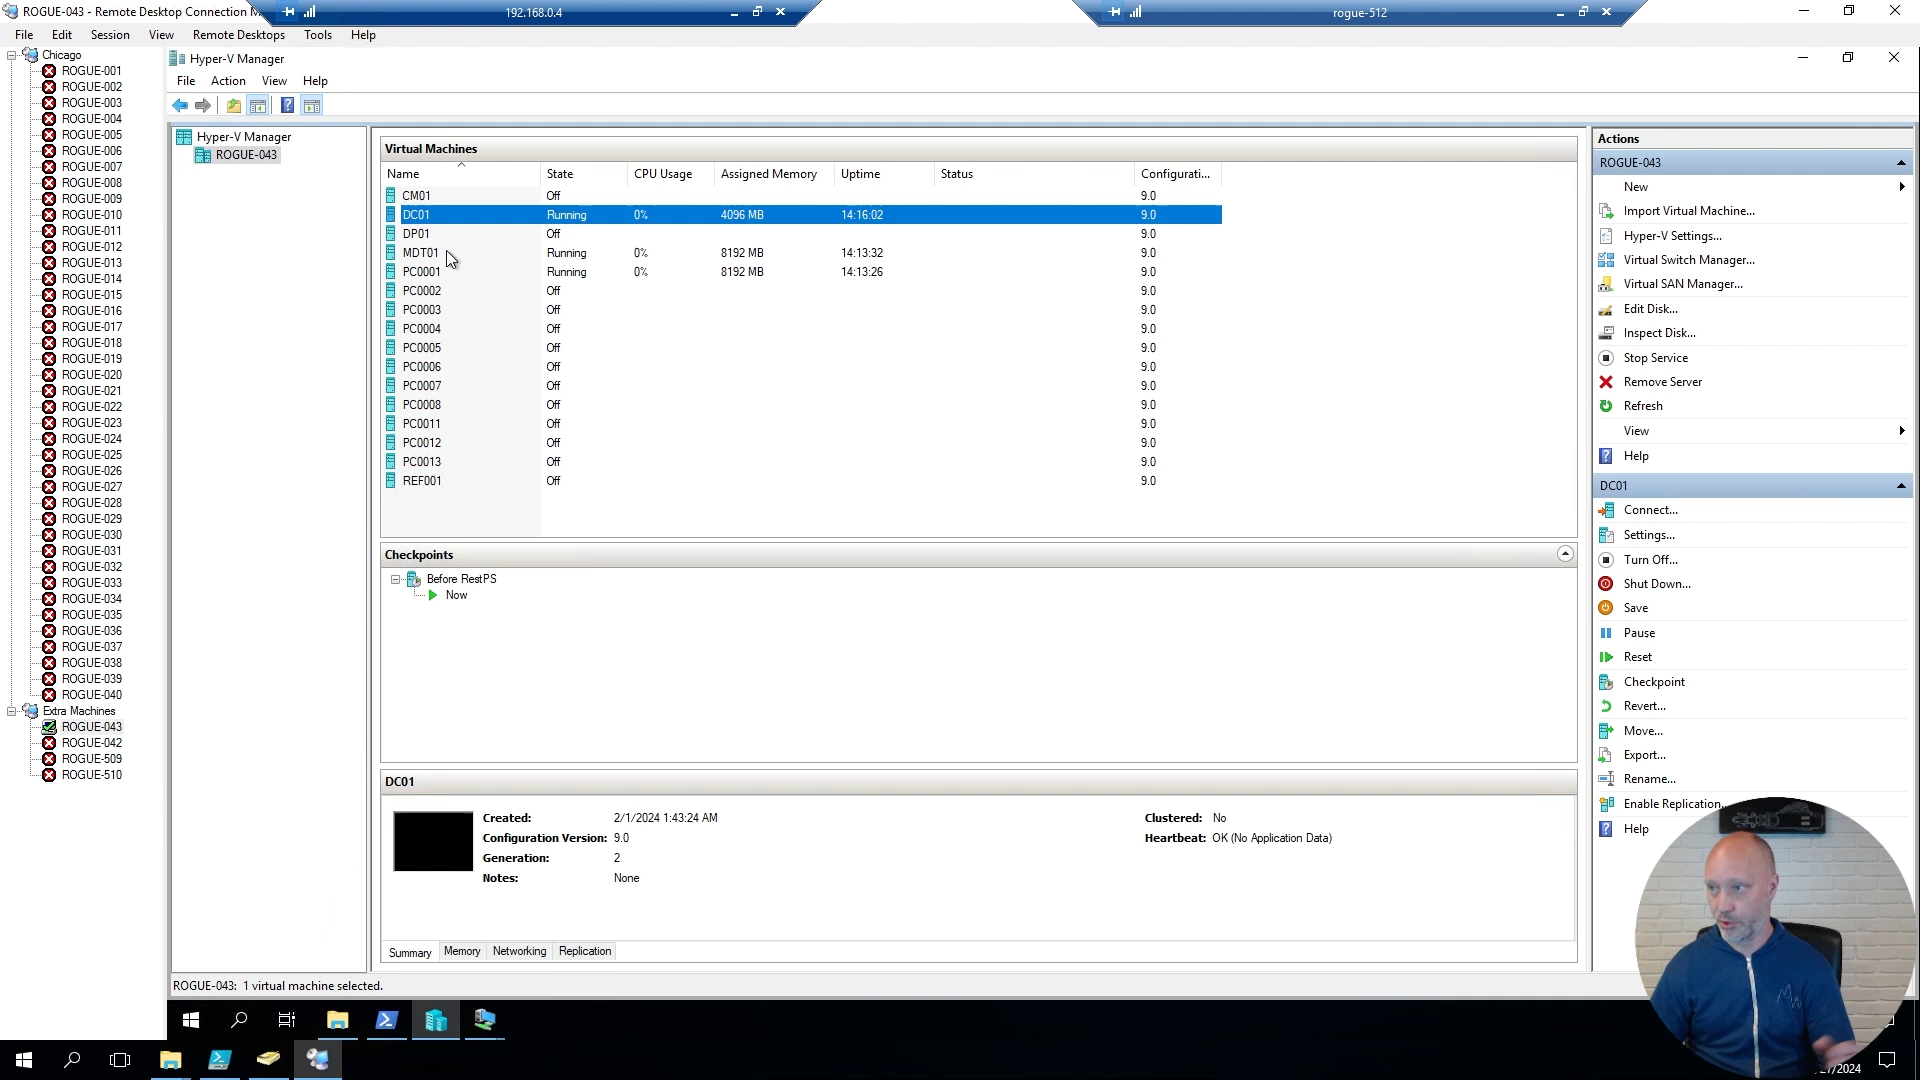 ROGUE-043 - Remote Desktop Connection M
192.168.0.4
rogue-512
File Edit Session View Remote Desktops Tools Help
Chicago
ROGUE-001
ROGUE-002
ROGUE-003
ROGUE-004
ROGUE-005
ROGUE-006
ROGUE-007
ROGUE-008
ROGUE-009
ROGUE-010
ROGUE-011
ROGUE-012
ROGUE-013
ROGUE-014
ROGUE-015
ROGUE-016
ROGUE-017
ROGUE-018
ROGUE-019
ROGUE-020
ROGUE-021
ROGUE-022
ROGUE-023
ROGUE-024
ROGUE-025
ROGUE-026
ROGUE-027
ROGUE-028
ROGUE-029
ROGUE-030
ROGUE-031
ROGUE-032
ROGUE-033
ROGUE-034
ROGUE-035
ROGUE-036
ROGUE-037
ROGUE-038
ROGUE-039
ROGUE-040
Extra Machines
ROGUE-043
ROGUE-042
ROGUE-509
ROGUE-510
Hyper-V Manager
File Action View Help
Hyper-V Manager
ROGUE-043
Virtual Machines
Name State CPU Usage Assigned Memory Uptime Status Configurati...
CM01 Off 9.0
DC01 Running 0% 4096 MB 14:16:02 9.0
DP01 Off 9.0
MDT01 Running 0% 8192 MB 14:13:32 9.0
PC0001 Running 0% 8192 MB 14:13:26 9.0
PC0002 Off 9.0
PC0003 Off 9.0
PC0004 Off 9.0
PC0005 Off 9.0
PC0006 Off 9.0
PC0007 Off 9.0
PC0008 Off 9.0
PC0011 Off 9.0
PC0012 Off 9.0
PC0013 Off 9.0
REF001 Off 9.0
Checkpoints
Before RestPS
Now
DC01
Created: 2/1/2024 1:43:24 AM Clustered: No
Configuration Version: 9.0 Heartbeat: OK (No Application Data)
Generation: 2
Notes: None
Summary Memory Networking Replication
ROGUE-043: 1 virtual machine selected.
Actions
ROGUE-043
New
Import Virtual Machine...
Hyper-V Settings...
Virtual Switch Manager...
Virtual SAN Manager...
Edit Disk...
Inspect Disk...
Stop Service
Remove Server
Refresh
View
Help
DC01
Connect...
Settings...
Turn Off...
Shut Down...
Save
Pause
Reset
Checkpoint
Revert...
Move...
Export...
Rename...
Enable Replication...
Help